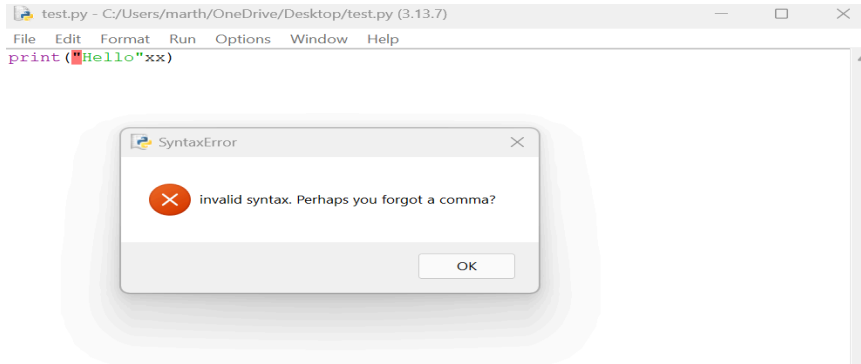 test.py - C:/Users/marth/OneDrive/Desktop/test.py (3.13.7)
File Edit Format Run Options Window Help
print("Hello"xx)
SyntaxError
invalid syntax. Perhaps you forgot a comma?
OK